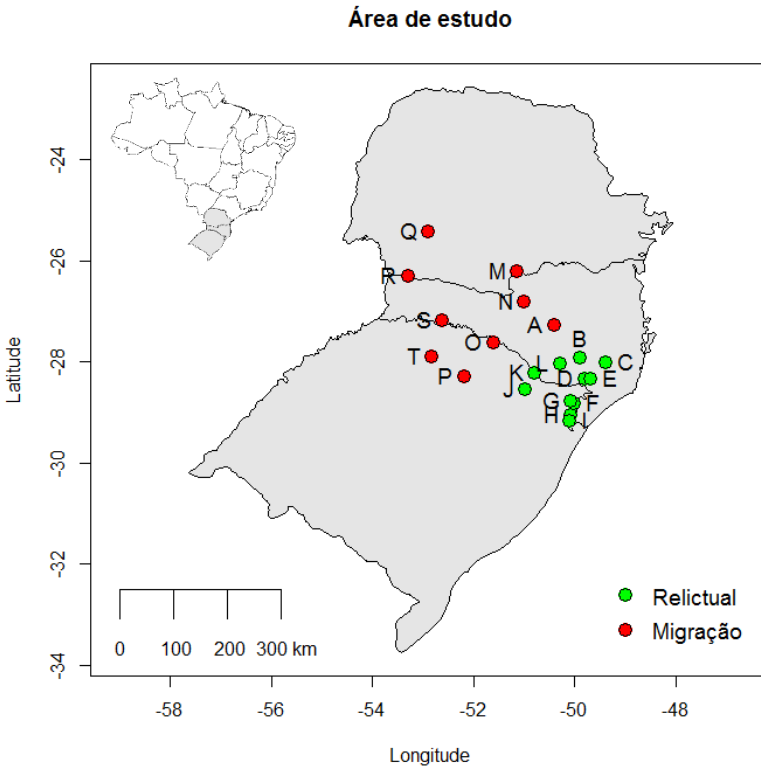 Área de estudo
Latitude
-24
-26
-28
-30
-32
-34
Q
R
M
N
S
A
O
B
T
P
L
C
K
D
E
J
G
F
H
I
0 100 200 300 km
Relictual
Migração
-58 -56 -54 -52 -50 -48
Longitude